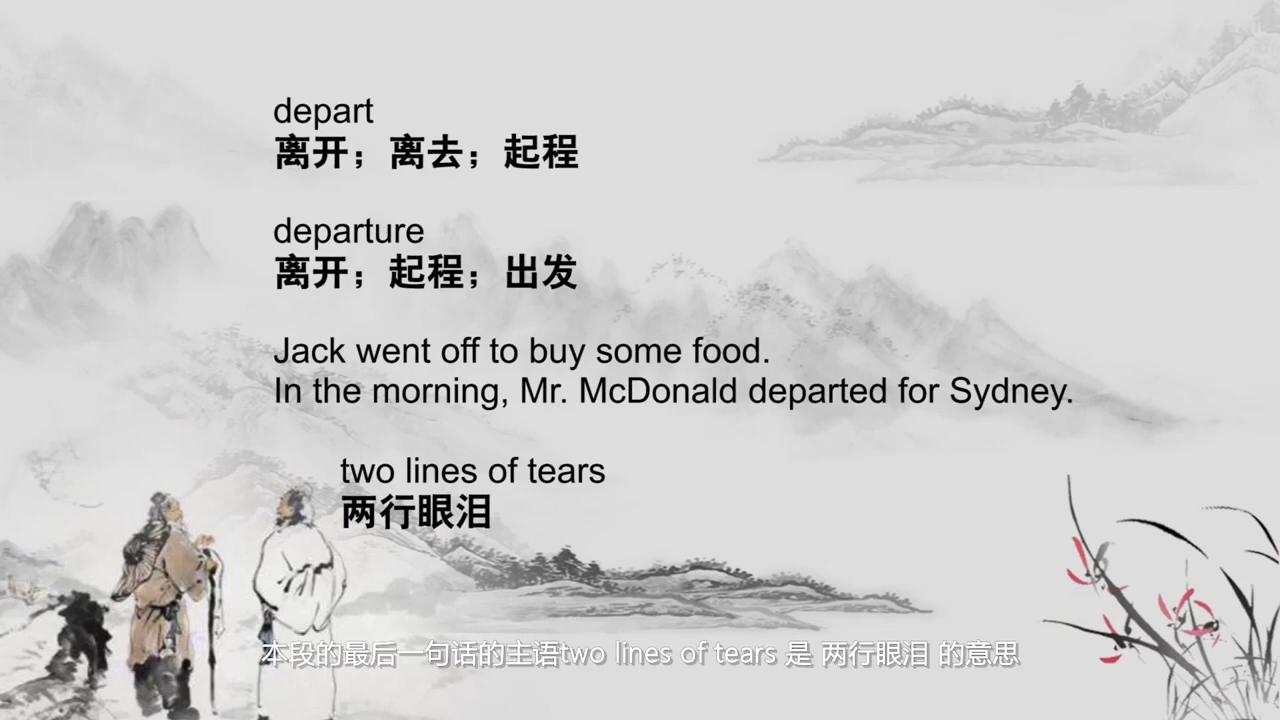 depart
离开；离去；起程
departure
离开；起程；出发
Jack went off to buy some food.
In the morning, Mr. McDonald departed for Sydney.
two lines of tears
两行眼泪
本段的最后一句话的主语two lines of tears 是 两行眼泪 的意思